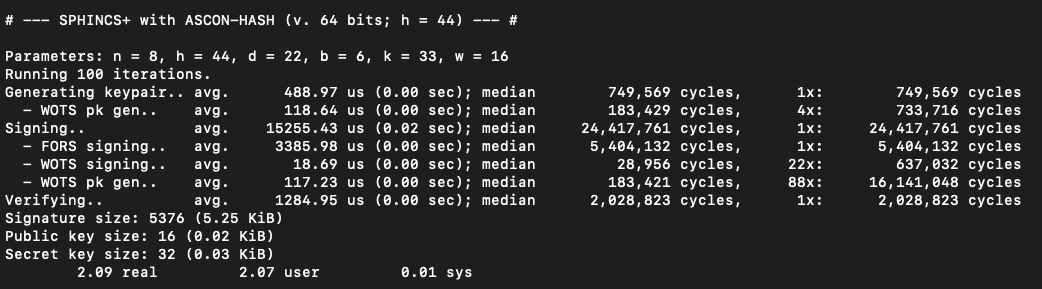 # --- SPHINCS+ with ASCON-HASH (v. 64 bits; h = 44) --- #
Parameters: n = 8, h = 44, d = 22, b = 6, k = 33, w = 16
Running 100 iterations.
Generating keypair.. avg. 488.97 us (0.00 sec); median 749,569 cycles, 1x: 749,569 cycles
- WOTS pk gen.. avg. 118.64 us (0.00 sec); median 183,429 cycles, 4x: 733,716 cycles
Signing.. avg. 15255.43 us (0.02 sec); median 24,417,761 cycles, 1x: 24,417,761 cycles
- FORS signing.. avg. 3385.98 us (0.00 sec); median 5,404,132 cycles, 1x: 5,404,132 cycles
- WOTS signing.. avg. 18.69 us (0.00 sec); median 28,956 cycles, 22x: 637,032 cycles
- WOTS pk gen.. avg. 117.23 us (0.00 sec); median 183,421 cycles, 88x: 16,141,048 cycles
Verifying.. avg. 1284.95 us (0.00 sec); median 2,028,823 cycles, 1x: 2,028,823 cycles
Signature size: 5376 (5.25 KiB)
Public key size: 16 (0.02 KiB)
Secret key size: 32 (0.03 KiB)
2.09 real 2.07 user 0.01 sys